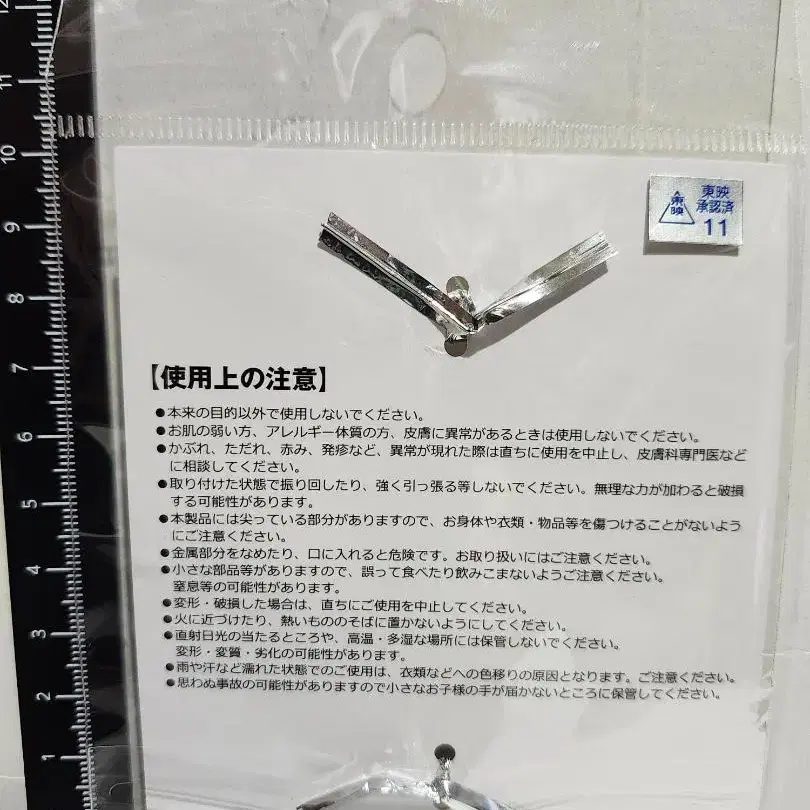 12
11
10
9
8
7
6
5
4
3
2
1
東映
東映
承認済
11
【使用上の注意】
●本来の目的以外で使用しないでください。
●お肌の弱い方、アレルギー体質の方、皮膚に異常があるときは使用しないでください。
●かぶれ、ただれ、赤み、発疹など、異常が現れた際は直ちに使用を中止し、皮膚科専門医など
に相談してください。
●取り付けた状態で振り回したり、強く引っ張る等しないでください。無理な力が加わると破損
する可能性があります。
●本製品には尖っている部分がありますので、お身体や衣類・物品等を傷つけることがないよう
にご注意ください。
●金属部分をなめたり、口に入れると危険です。お取り扱いにはご注意ください。
●小さな部品等がありますので、誤って食べたり飲みこまないようご注意ください。
窒息等の可能性があります。
●変形・破損した場合は、直ちにご使用を中止してください。
●火に近づけたり、熱いもののそばに置かないようにしてください。
●直射日光の当たるところや、高温・多湿な場所には保管しないでください。
変形・変質・劣化の可能性があります。
●雨や汗など濡れた状態でのご使用は、衣類などへの色移りの原因となります。ご注意ください。
●思わぬ事故の可能性がありますので小さなお子様の手が届かないところに保管してください。